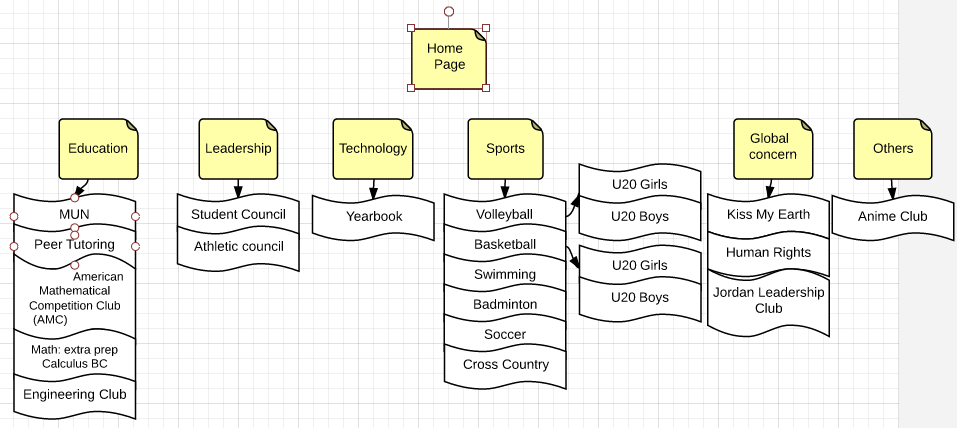 Home
Page
Education
Leadership
Technology
Sports
Global
concern
Others
MUN
Peer Tutoring
American
Mathematical
Competition Club
(AMC)
Math: extra prep
Calculus BC
Engineering Club
Student Council
Athletic council
Yearbook
Volleyball
Basketball
Swimming
Badminton
Soccer
Cross Country
U20 Girls
U20 Boys
U20 Girls
U20 Boys
Kiss My Earth
Human Rights
Jordan Leadership
Club
Anime Club